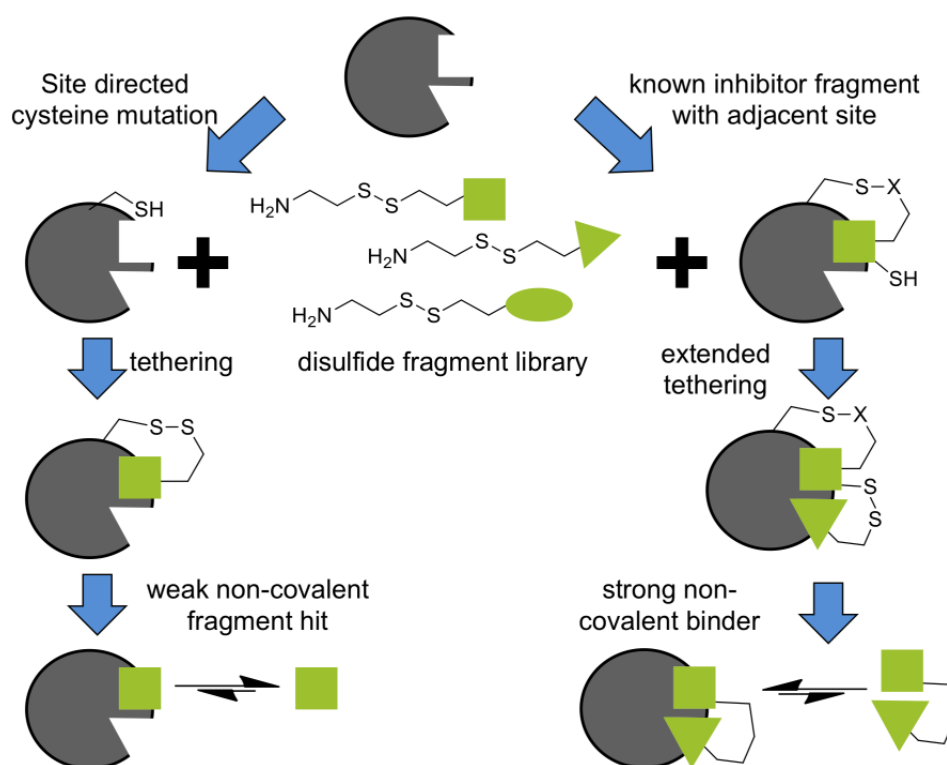 Site directed
cysteine mutation
known inhibitor fragment
with adjacent site
SH
H₂N S S
H₂N S S
H₂N S S
S–X
SH
tethering
disulfide fragment library
extended
tethering
S–S
S–X
S
S
weak non-covalent
fragment hit
strong non-
covalent binder